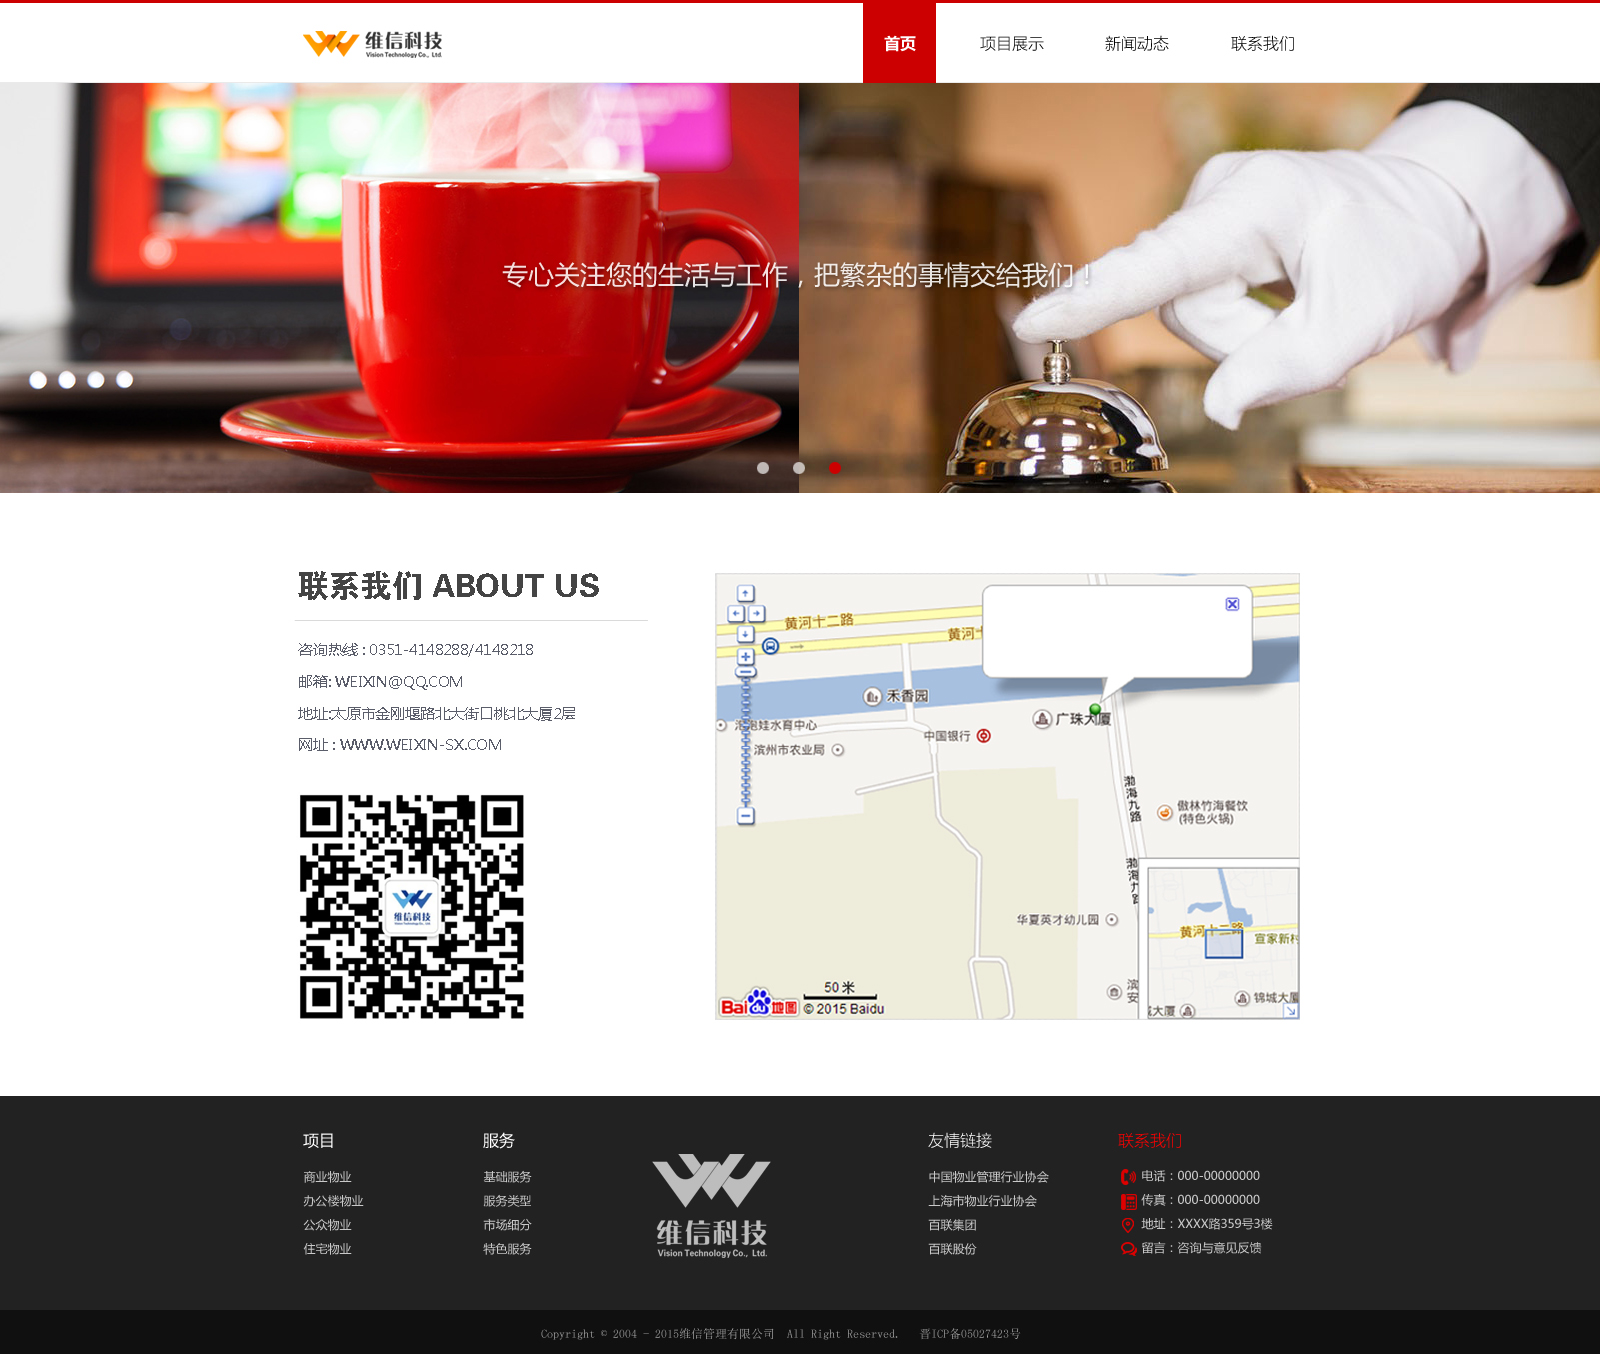 维信科技
Vision Technology Co., Ltd.
首页
项目展示
新闻动态
联系我们
专心关注您的生活与工作，把繁杂的事情交给我们！
联系我们 ABOUT US
咨询热线 : 0351-4148288/4148218
邮箱: WEIXIN@QQ.COM
地址:太原市金刚堰路北大街口桃北大厦2层
网址 : WWW.WEIXIN-SX.COM
维信科技
Vision Technology Co., Ltd.
黄河十二路
黄河十
禾香园
泡泡娃水育中心
广珠大厦
中国银行
滨州市农业局
渤海九路
傲林竹海餐饮
(特色火锅)
渤海九路
华夏英才幼儿园
黄河十二路
宣家新村
滨
安
锦城大厦
大厦
50 米
Baidu地图
© 2015 Baidu
项目
商业物业
办公楼物业
公众物业
住宅物业
服务
基础服务
服务类型
市场细分
特色服务
维信科技
Vision Technology Co., Ltd.
友情链接
中国物业管理行业协会
上海市物业行业协会
百联集团
百联股份
联系我们
电话：000-00000000
传真：000-00000000
地址：XXXX路359号3楼
留言：咨询与意见反馈
Copyright © 2004 - 2015维信管理有限公司 All Right Reserved. 晋ICP备05027423号